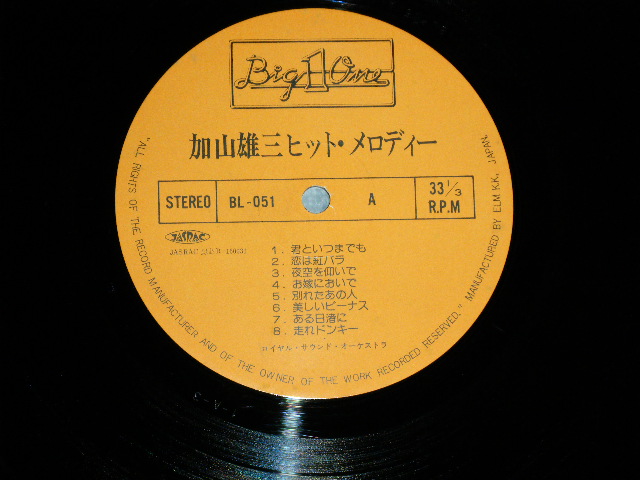 Big 1 One
加山雄三ヒット・メロディー
STEREO BL-051 A 33 1/3 R.P.M
JASRAC
1. 君といつまでも
2. 恋は紅バラ
3. 夜空を仰いで
4. お嫁においで
5. 別れたあの人
6. 美しいビーナス
7. ある日渚に
8. 走れドンキー
ロイヤル・サウンド・オーケストラ
"ALL RIGHTS OF THE RECORD MANUFACTURER AND OF THE OWNER OF THE WORK RECORDED RESERVED." MANUFACTURED BY ELM K.K. JAPAN.